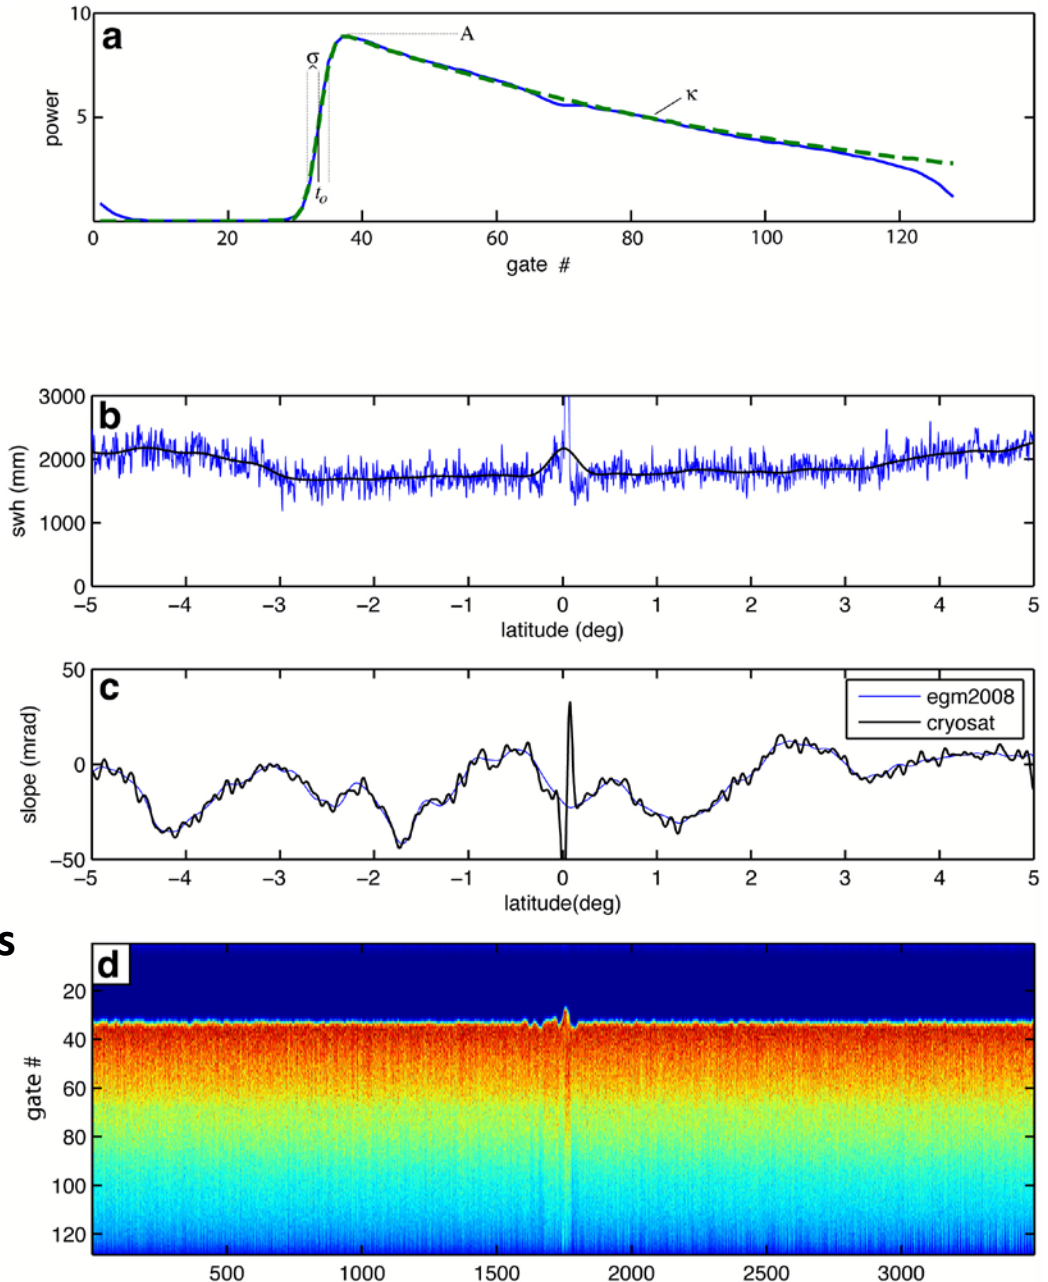 a
10
5
power
A
σ
κ
t₀
0 20 40 60 80 100 120
gate #
b
3000
2000
1000
0
swh (mm)
−5 −4 −3 −2 −1 0 1 2 3 4 5
latitude (deg)
c
50
0
−50
slope (mrad)
egm2008
cryosat
−5 −4 −3 −2 −1 0 1 2 3 4 5
latitude(deg)
s
d
20
40
60
80
100
120
gate #
500 1000 1500 2000 2500 3000